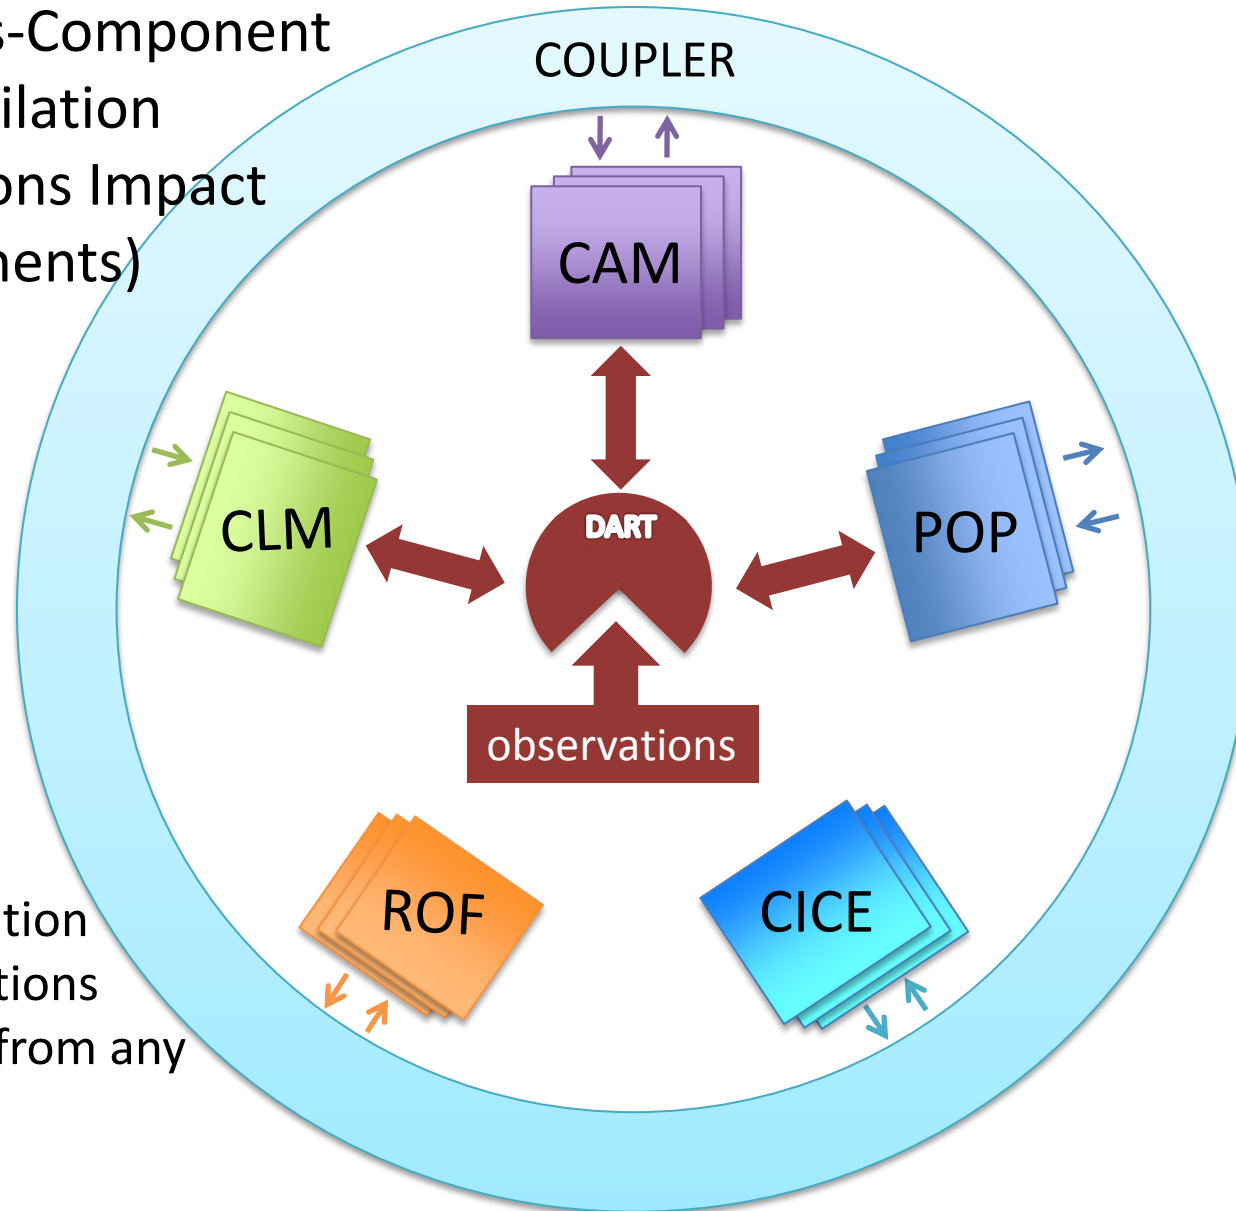 s-Component
ilation
ons Impact
nents)
COUPLER
CAM
CLM
DART
POP
observations
ROF
CICE
tion
tions
from any